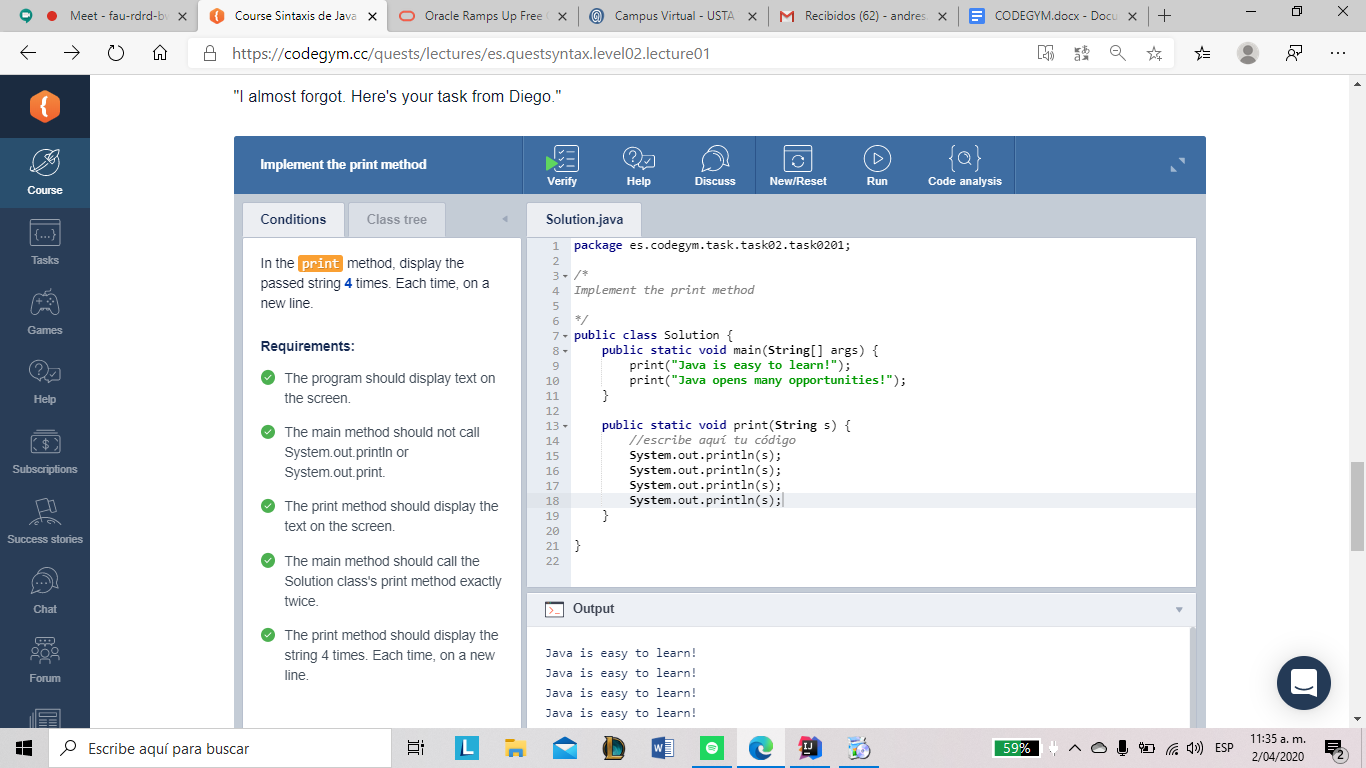 Meet - fau-rdrd-bv
Course Sintaxis de Java
Oracle Ramps Up Free
Campus Virtual - USTA
Recibidos (62) - andres.
CODEGYM.docx - Docu
https://codegym.cc/quests/lectures/es.questsyntax.level02.lecture01
"I almost forgot. Here's your task from Diego."
Course
Tasks
Games
Help
Subscriptions
Success stories
Chat
Forum
Implement the print method
Verify
Help
Discuss
New/Reset
Run
Code analysis
Conditions
Class tree
In the print method, display the
passed string 4 times. Each time, on a
new line.
Requirements:
The program should display text on
the screen.
The main method should not call
System.out.println or
System.out.print.
The print method should display the
text on the screen.
The main method should call the
Solution class's print method exactly
twice.
The print method should display the
string 4 times. Each time, on a new
line.
Solution.java
1 package es.codegym.task.task02.task0201;
2
3 /*
4 Implement the print method
5
6 */
7 public class Solution {
8 public static void main(String[] args) {
9 print("Java is easy to learn!");
10 print("Java opens many opportunities!");
11 }
12
13 public static void print(String s) {
14 //escribe aquí tu código
15 System.out.println(s);
16 System.out.println(s);
17 System.out.println(s);
18 System.out.println(s);
19 }
20
21 }
22
Output
Java is easy to learn!
Java is easy to learn!
Java is easy to learn!
Java is easy to learn!
Escribe aquí para buscar
59%
ESP
11:35 a. m.
2/04/2020
2